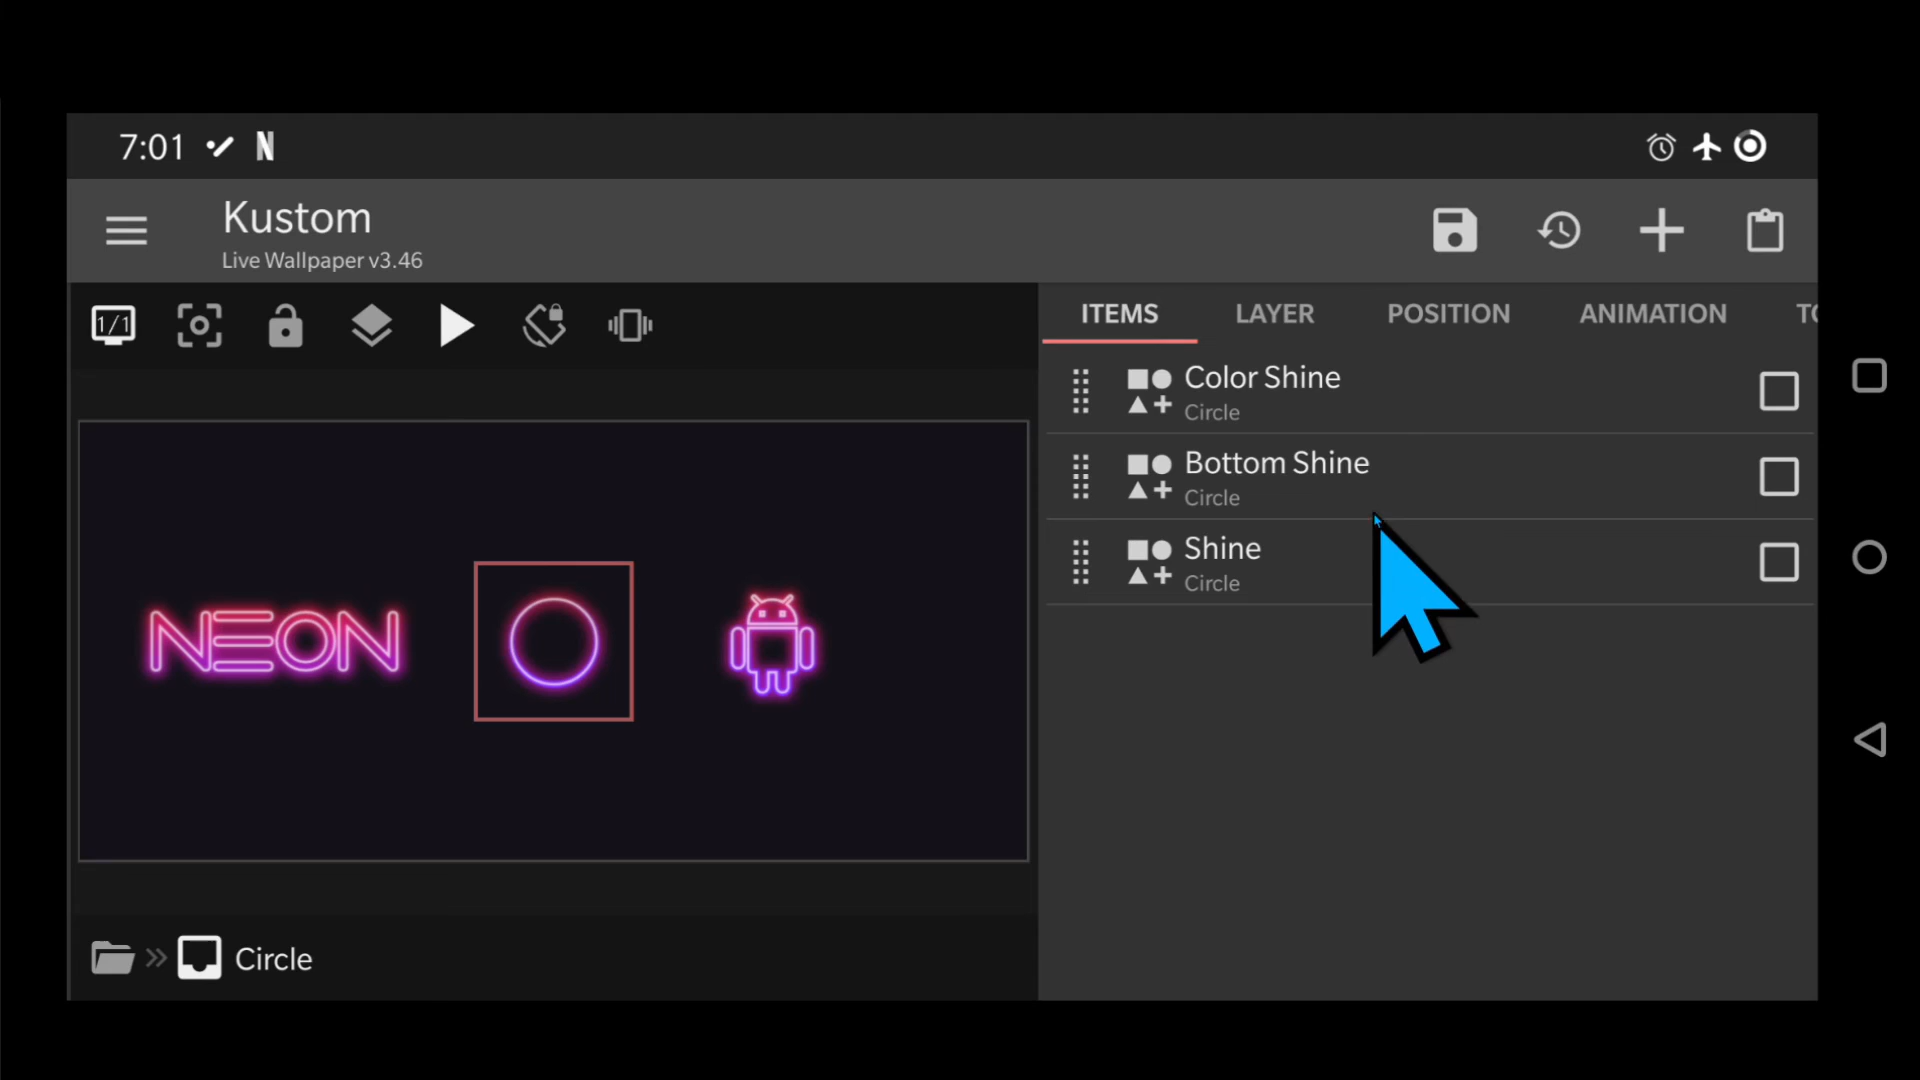 7:01 N
Kustom
Live Wallpaper v3.46
1/1
ITEMS LAYER POSITION ANIMATION TO
Color Shine
Circle
Bottom Shine
Circle
Shine
Circle
NEON
Circle